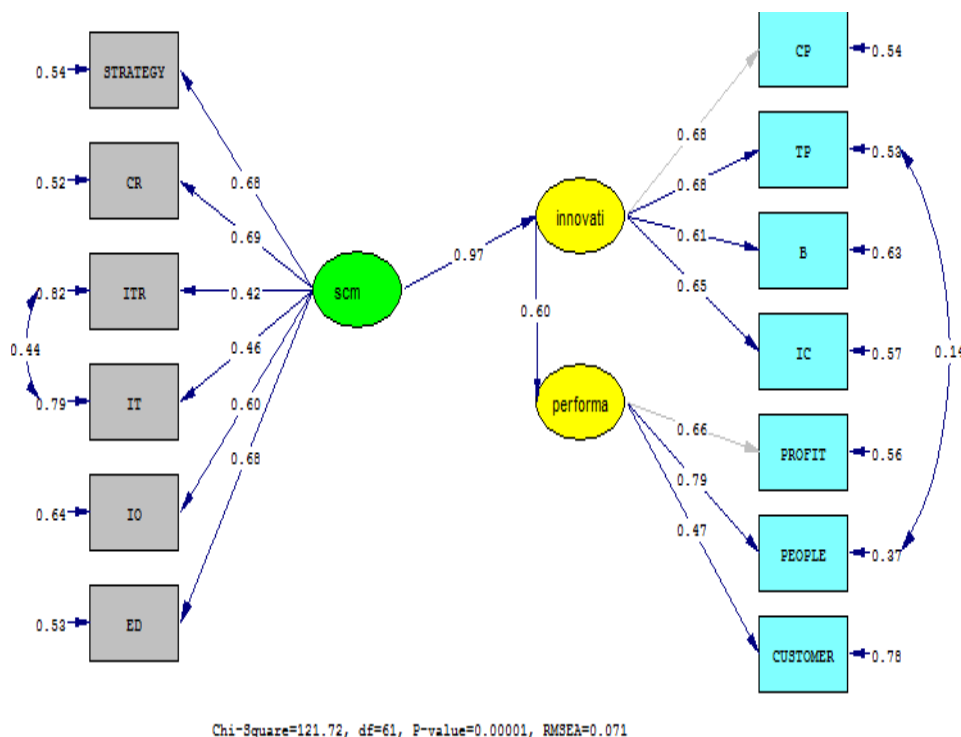 0.54
STRATEGY
CP
0.54
0.68
0.52
CR
0.68
TP
0.53
0.68
0.69
innovati
0.61
B
0.63
0.97
0.65
0.82
ITR
0.42
scm
0.44
0.46
0.60
IC
0.57
0.14
0.79
IT
0.60
performa
0.66
PROFIT
0.56
0.68
0.79
0.47
0.64
IO
PEOPLE
0.37
0.53
ED
CUSTOMER
0.78
Chi-Square=121.72, df=61, P-value=0.00001, RMSEA=0.071